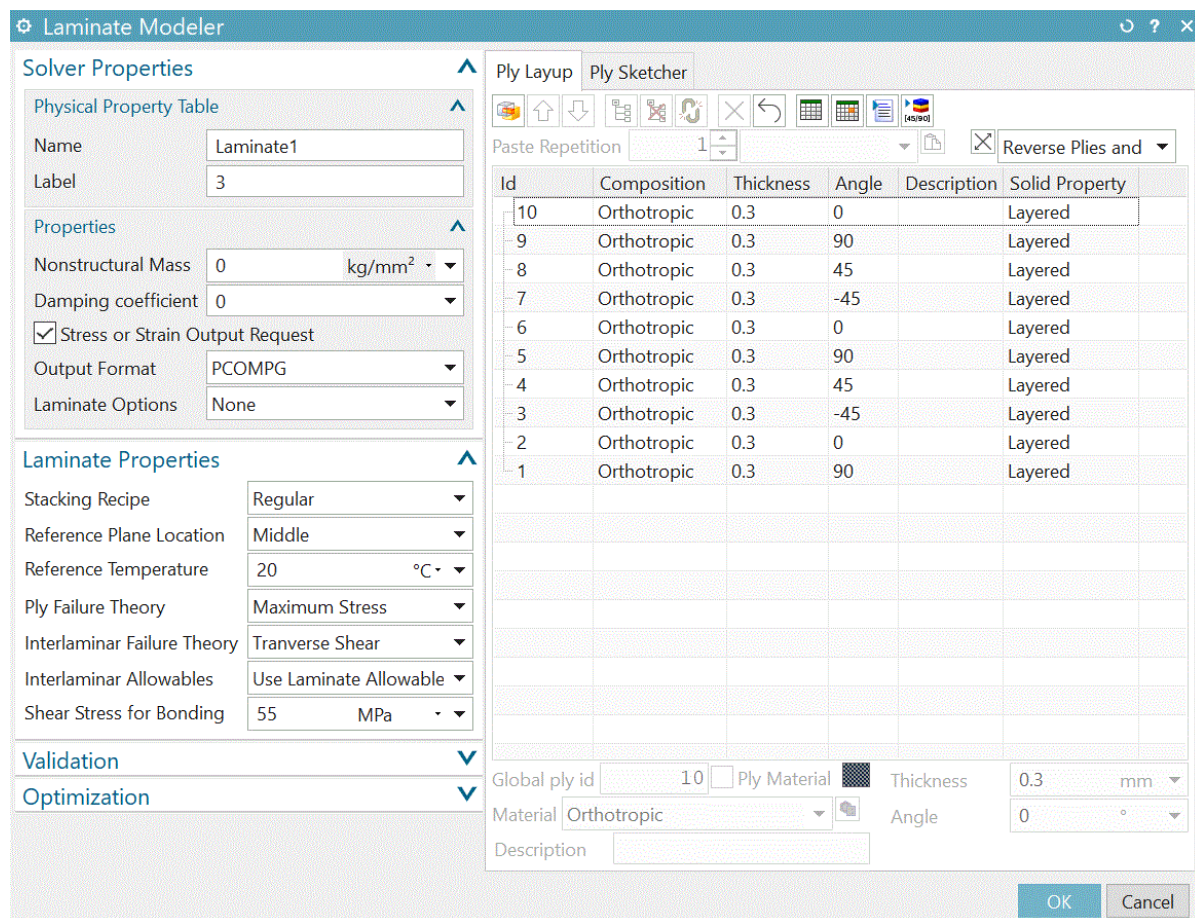 Laminate Modeler
?
Solver Properties
Physical Property Table
Name Laminate1
Label 3
Properties
Nonstructural Mass 0 kg/mm²
Damping coefficient 0
Stress or Strain Output Request
Output Format PCOMPG
Laminate Options None
Laminate Properties
Stacking Recipe Regular
Reference Plane Location Middle
Reference Temperature 20 °C
Ply Failure Theory Maximum Stress
Interlaminar Failure Theory Tranverse Shear
Interlaminar Allowables Use Laminate Allowable
Shear Stress for Bonding 55 MPa
Validation
Optimization
Ply Layup Ply Sketcher
[45/90]
Paste Repetition 1 Reverse Plies and
Id Composition Thickness Angle Description Solid Property
10 Orthotropic 0.3 0 Layered
9 Orthotropic 0.3 90 Layered
8 Orthotropic 0.3 45 Layered
7 Orthotropic 0.3 -45 Layered
6 Orthotropic 0.3 0 Layered
5 Orthotropic 0.3 90 Layered
4 Orthotropic 0.3 45 Layered
3 Orthotropic 0.3 -45 Layered
2 Orthotropic 0.3 0 Layered
1 Orthotropic 0.3 90 Layered
Global ply id 10 Ply Material Thickness 0.3 mm
Material Orthotropic Angle 0 °
Description
OK Cancel